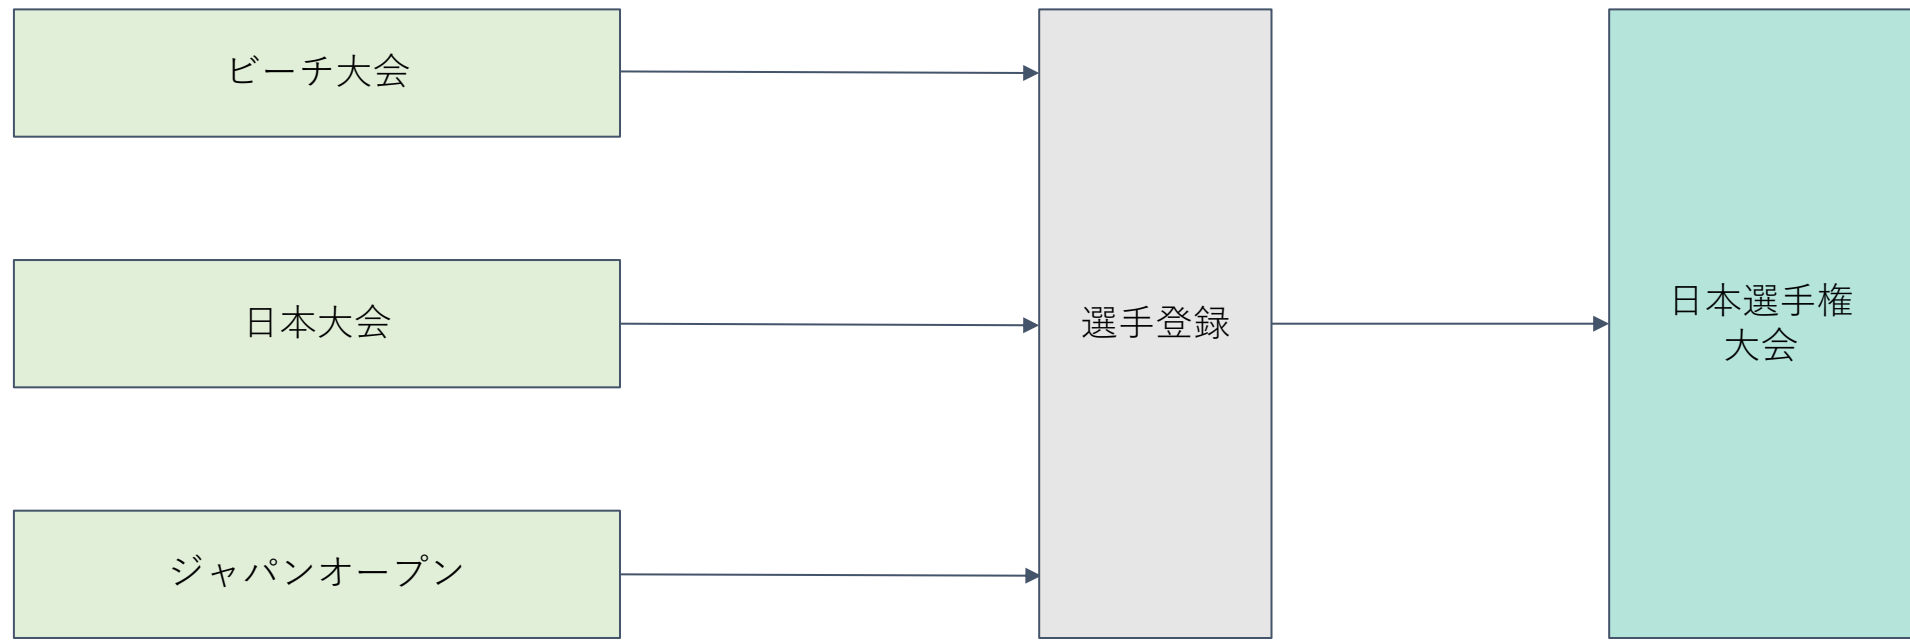 ビーチ大会
日本大会
ジャパンオープン
選手登録
日本選手権
大会